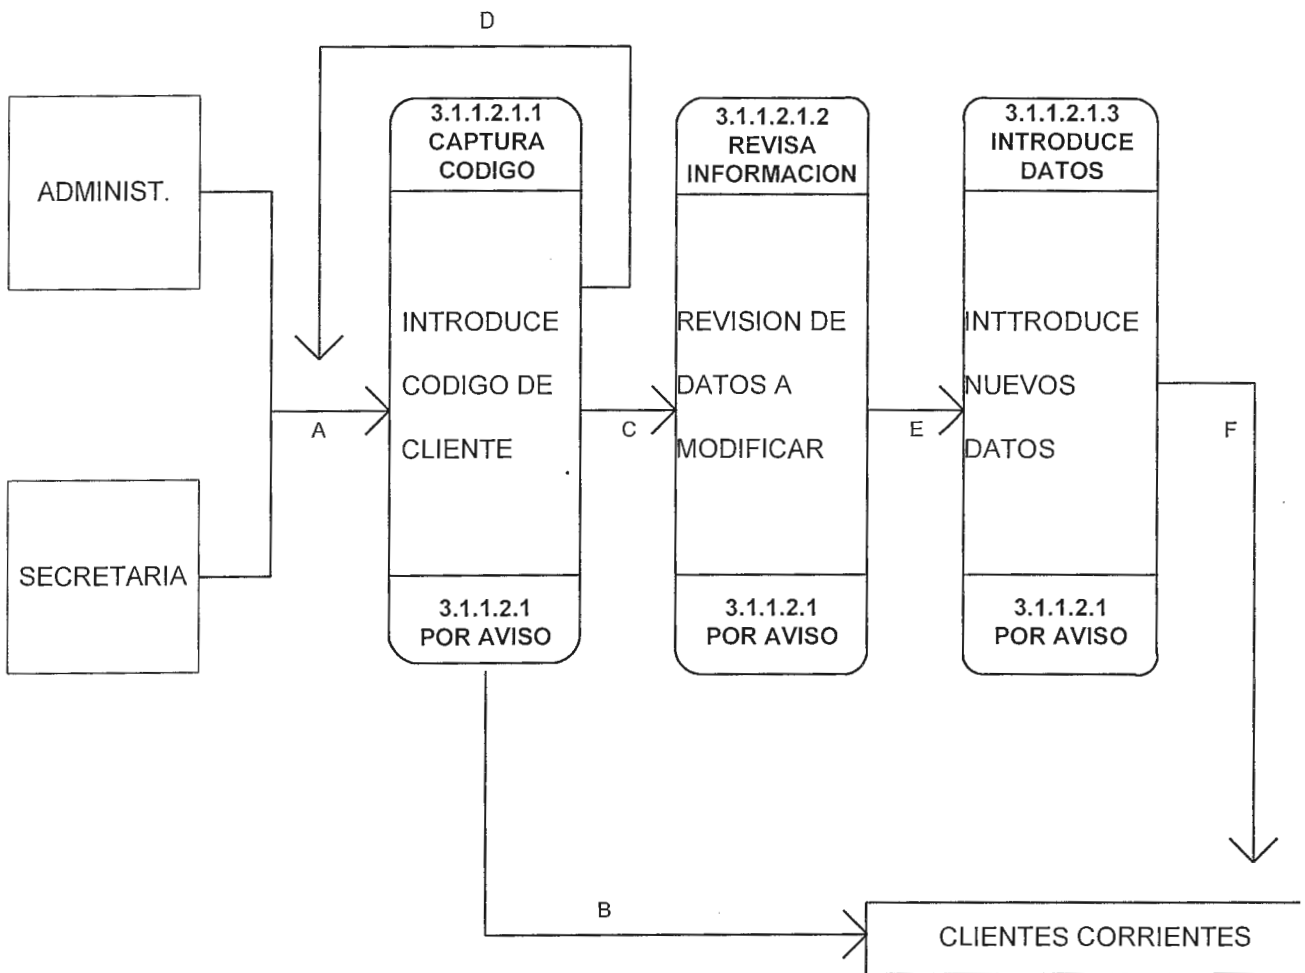 D
ADMINIST.
SECRETARIA
A
3.1.1.2.1.1
CAPTURA
CODIGO
INTRODUCE
CODIGO DE
CLIENTE
3.1.1.2.1
POR AVISO
C
3.1.1.2.1.2
REVISA
INFORMACION
REVISION DE
DATOS A
MODIFICAR
3.1.1.2.1
POR AVISO
E
3.1.1.2.1.3
INTRODUCE
DATOS
INTTRODUCE
NUEVOS
DATOS
3.1.1.2.1
POR AVISO
F
B
CLIENTES CORRIENTES